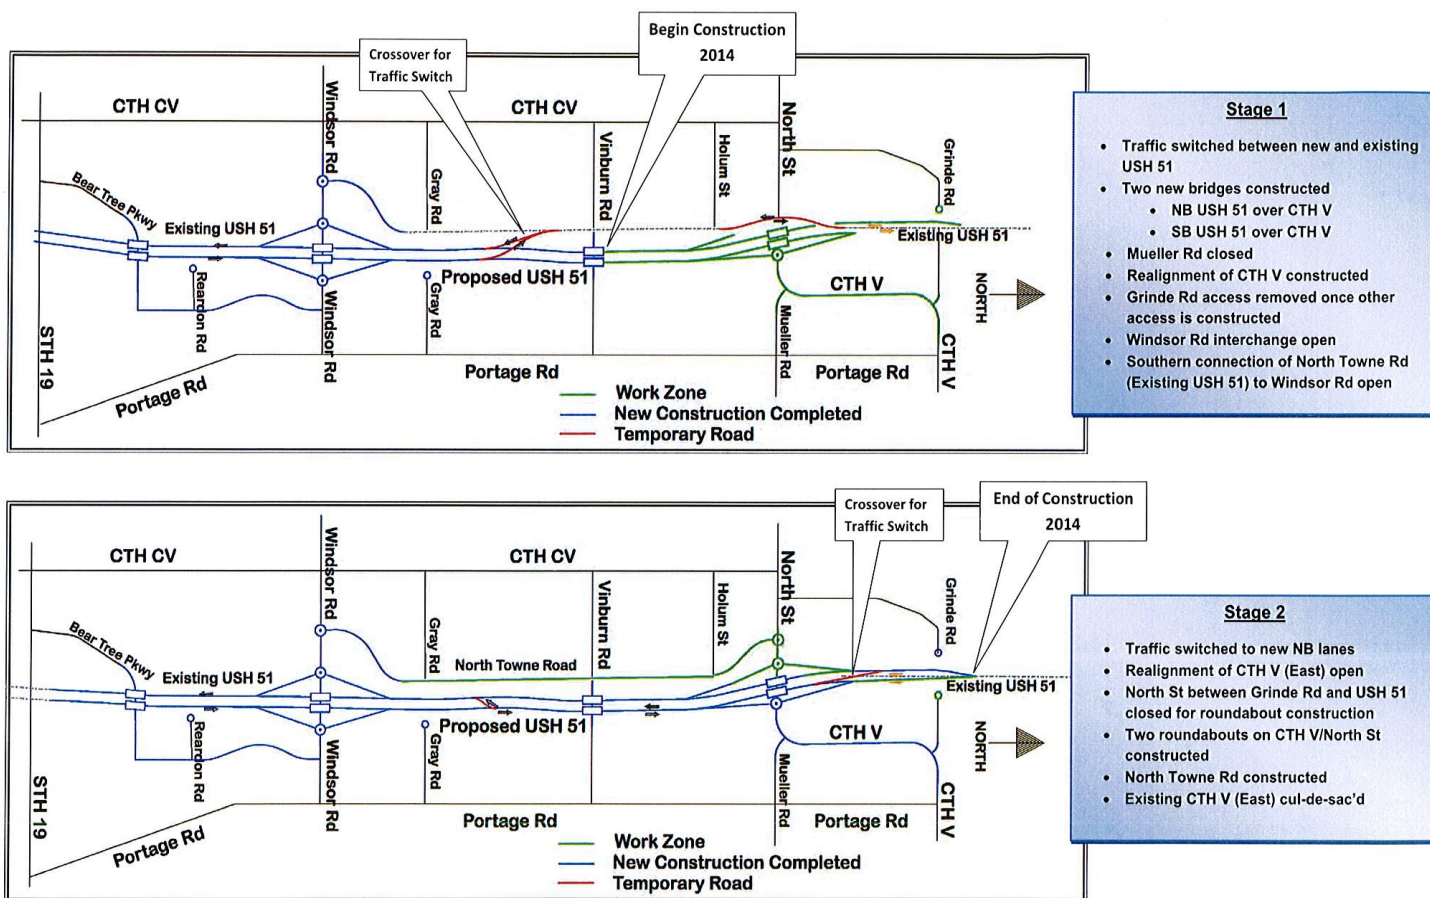 Begin Construction
2014
Crossover for
Traffic Switch
CTH CV
Windsor Rd
CTH CV
North St
Gray Rd
Vinburn Rd
Holum St
Grinde Rd
Bear Tree Pkwy
Existing USH 51
Existing USH 51
Proposed USH 51
Reardon Rd
Gray Rd
CTH V
NORTH
STH 19
Windsor Rd
Mueller Rd
CTH V
Portage Rd
Portage Rd
Portage Rd
Work Zone
New Construction Completed
Temporary Road
Stage 1
• Traffic switched between new and existing
USH 51
• Two new bridges constructed
• NB USH 51 over CTH V
• SB USH 51 over CTH V
• Mueller Rd closed
• Realignment of CTH V constructed
• Grinde Rd access removed once other
access is constructed
• Windsor Rd interchange open
• Southern connection of North Towne Rd
(Existing USH 51) to Windsor Rd open
Crossover for
Traffic Switch
End of Construction
2014
CTH CV
Windsor Rd
CTH CV
North St
Gray Rd
Vinburn Rd
Holum St
Grinde Rd
Bear Tree Pkwy
Existing USH 51
North Towne Road
Existing USH 51
Proposed USH 51
Reardon Rd
Gray Rd
CTH V
NORTH
STH 19
Windsor Rd
Mueller Rd
CTH V
Portage Rd
Portage Rd
Portage Rd
Work Zone
New Construction Completed
Temporary Road
Stage 2
• Traffic switched to new NB lanes
• Realignment of CTH V (East) open
• North St between Grinde Rd and USH 51
closed for roundabout construction
• Two roundabouts on CTH V/North St
constructed
• North Towne Rd constructed
• Existing CTH V (East) cul-de-sac’d